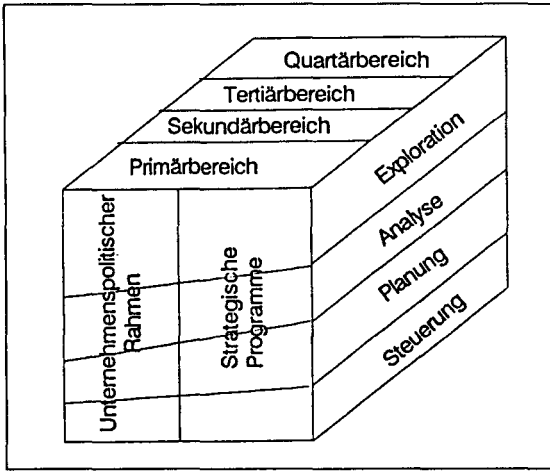 Quartärbereich
Tertiärbereich
Sekundärbereich
Primärbereich
Exploration
Analyse
Planung
Steuerung
Unternehmenspolitischer
Rahmen
Strategische
Programme